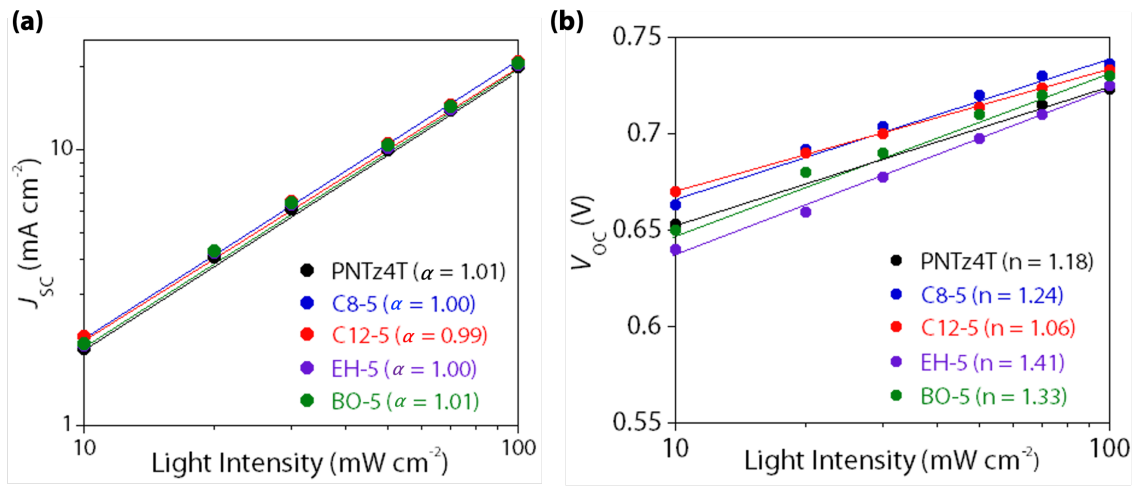 (a)
J_SC (mA cm⁻²)
10
1
PNTz4T (α = 1.01)
C8-5 (α = 1.00)
C12-5 (α = 0.99)
EH-5 (α = 1.00)
BO-5 (α = 1.01)
10
100
Light Intensity (mW cm⁻²)
(b)
V_OC (V)
0.75
0.7
0.65
0.6
0.55
PNTz4T (n = 1.18)
C8-5 (n = 1.24)
C12-5 (n = 1.06)
EH-5 (n = 1.41)
BO-5 (n = 1.33)
10
100
Light Intensity (mW cm⁻²)